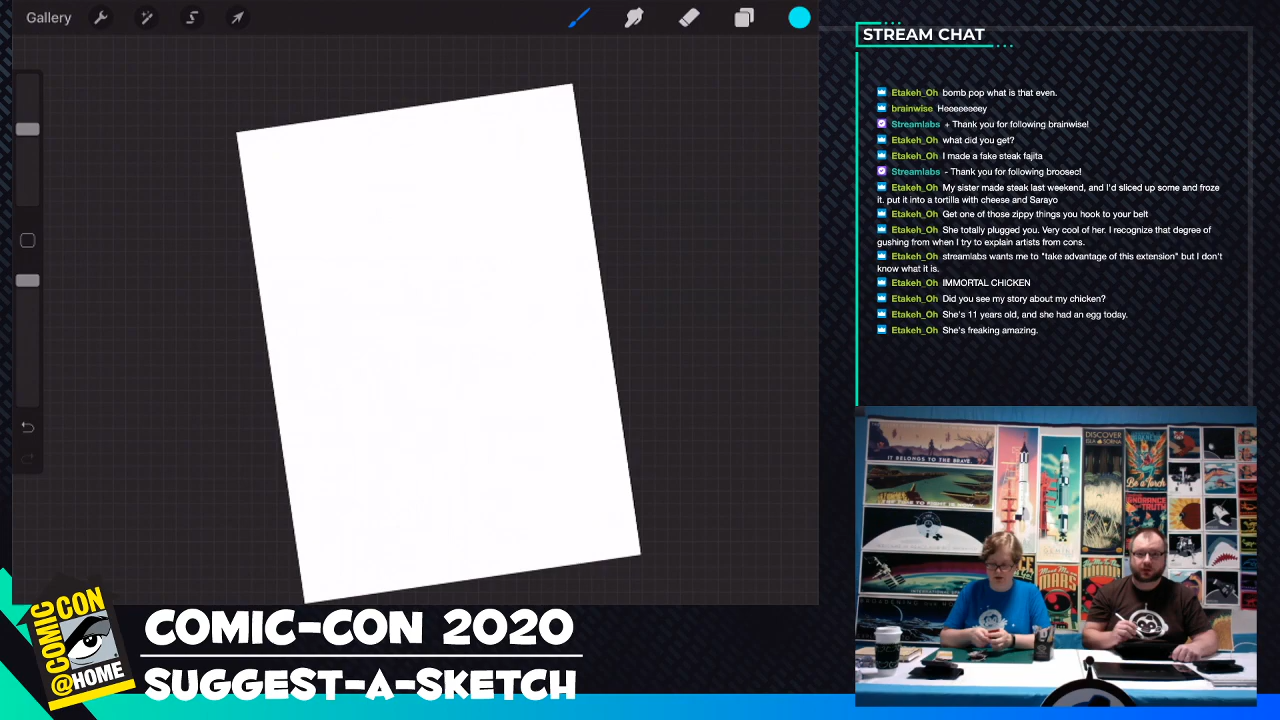 Gallery
STREAM CHAT
Etakeh_Oh bomb pop what is that even.
brainwise Heeeeeeeey
Streamlabs + Thank you for following brainwise!
Etakeh_Oh what did you get?
Etakeh_Oh I made a fake steak fajita
Streamlabs - Thank you for following broosec!
Etakeh_Oh My sister made steak last weekend, and I'd sliced up some and froze
it. put it into a tortilla with cheese and Sarayo
Etakeh_Oh Get one of those zippy things you hook to your belt
Etakeh_Oh She totally plugged you. Very cool of her. I recognize that degree of
gushing from when I try to explain artists from cons.
Etakeh_Oh streamlabs wants me to "take advantage of this extension" but I don't
know what it is.
Etakeh_Oh IMMORTAL CHICKEN
Etakeh_Oh Did you see my story about my chicken?
Etakeh_Oh She's 11 years old, and she had an egg today.
Etakeh_Oh She's freaking amazing.
IT BELONGS TO THE BRAVE.
DISCOVER
Be a Torch
IGNORANCE
TRUTH
GEMINI
MARS
MARS
COMIC-CON
@HOME
COMIC-CON 2020
SUGGEST-A-SKETCH